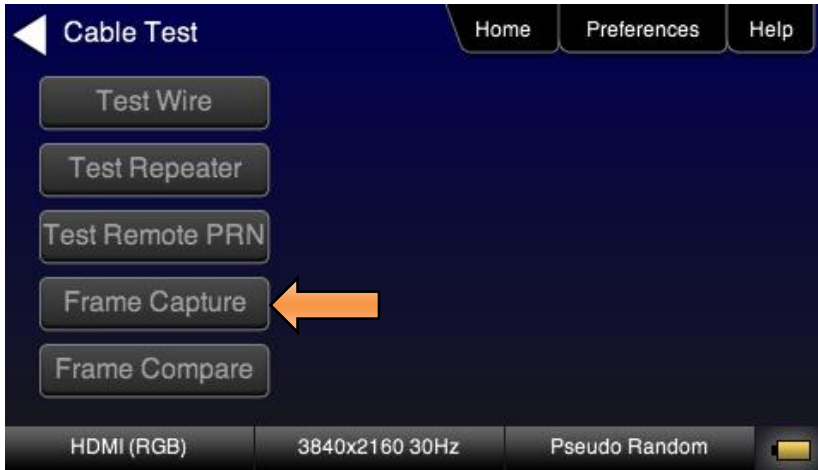 Cable Test
Home
Preferences
Help
Test Wire
Test Repeater
Test Remote PRN
Frame Capture
Frame Compare
HDMI (RGB)
3840x2160 30Hz
Pseudo Random